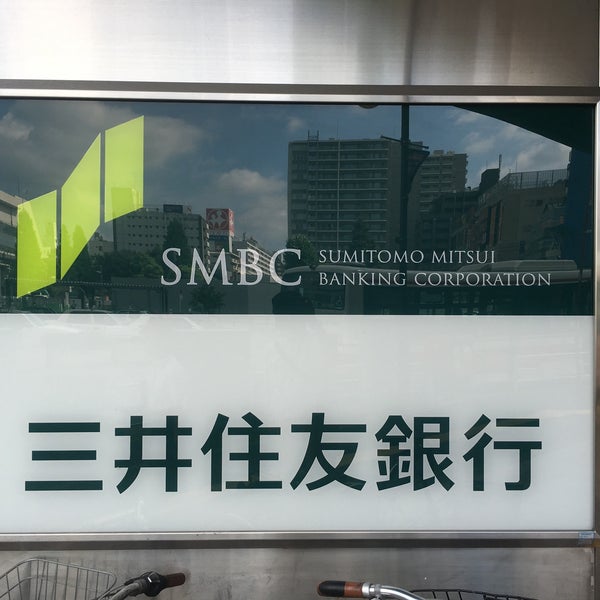 SMBC
SUMITOMO MITSUI
BANKING CORPORATION
三井住友銀行